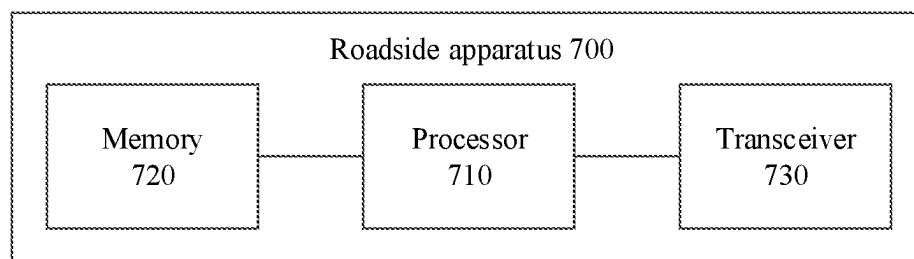 Roadside apparatus 700
Memory
720
Processor
710
Transceiver
730